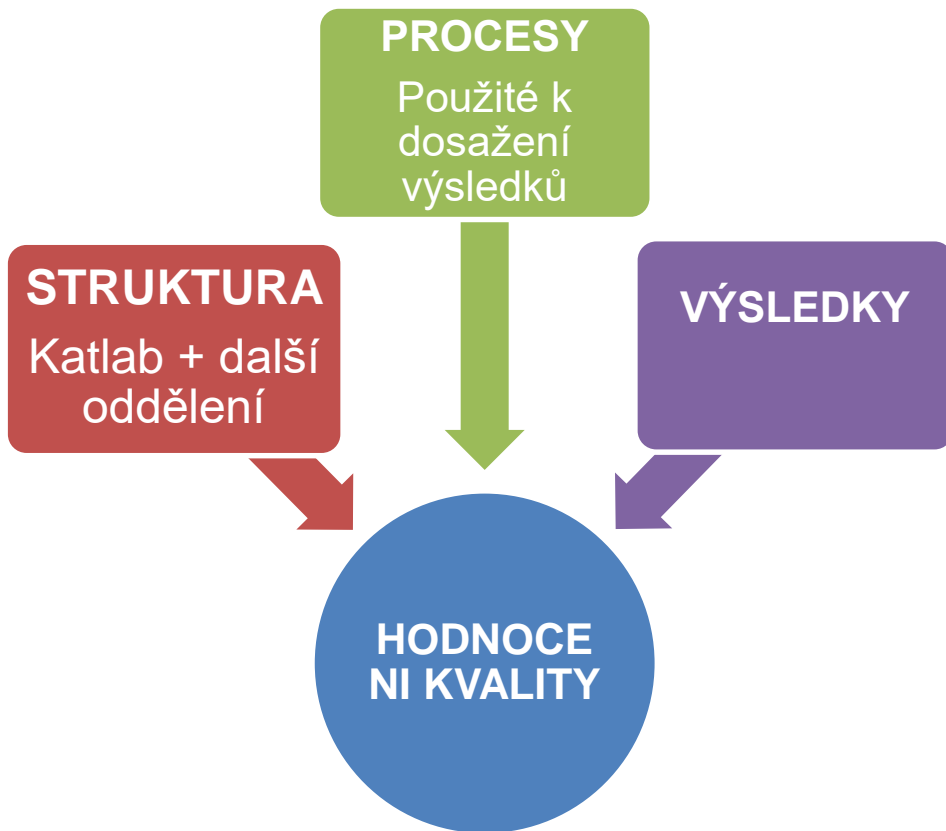 PROCESY
Použité k
dosažení
výsledků
STRUKTURA
Katlab + další
oddělení
VÝSLEDKY
HODNOCE
NI KVALITY